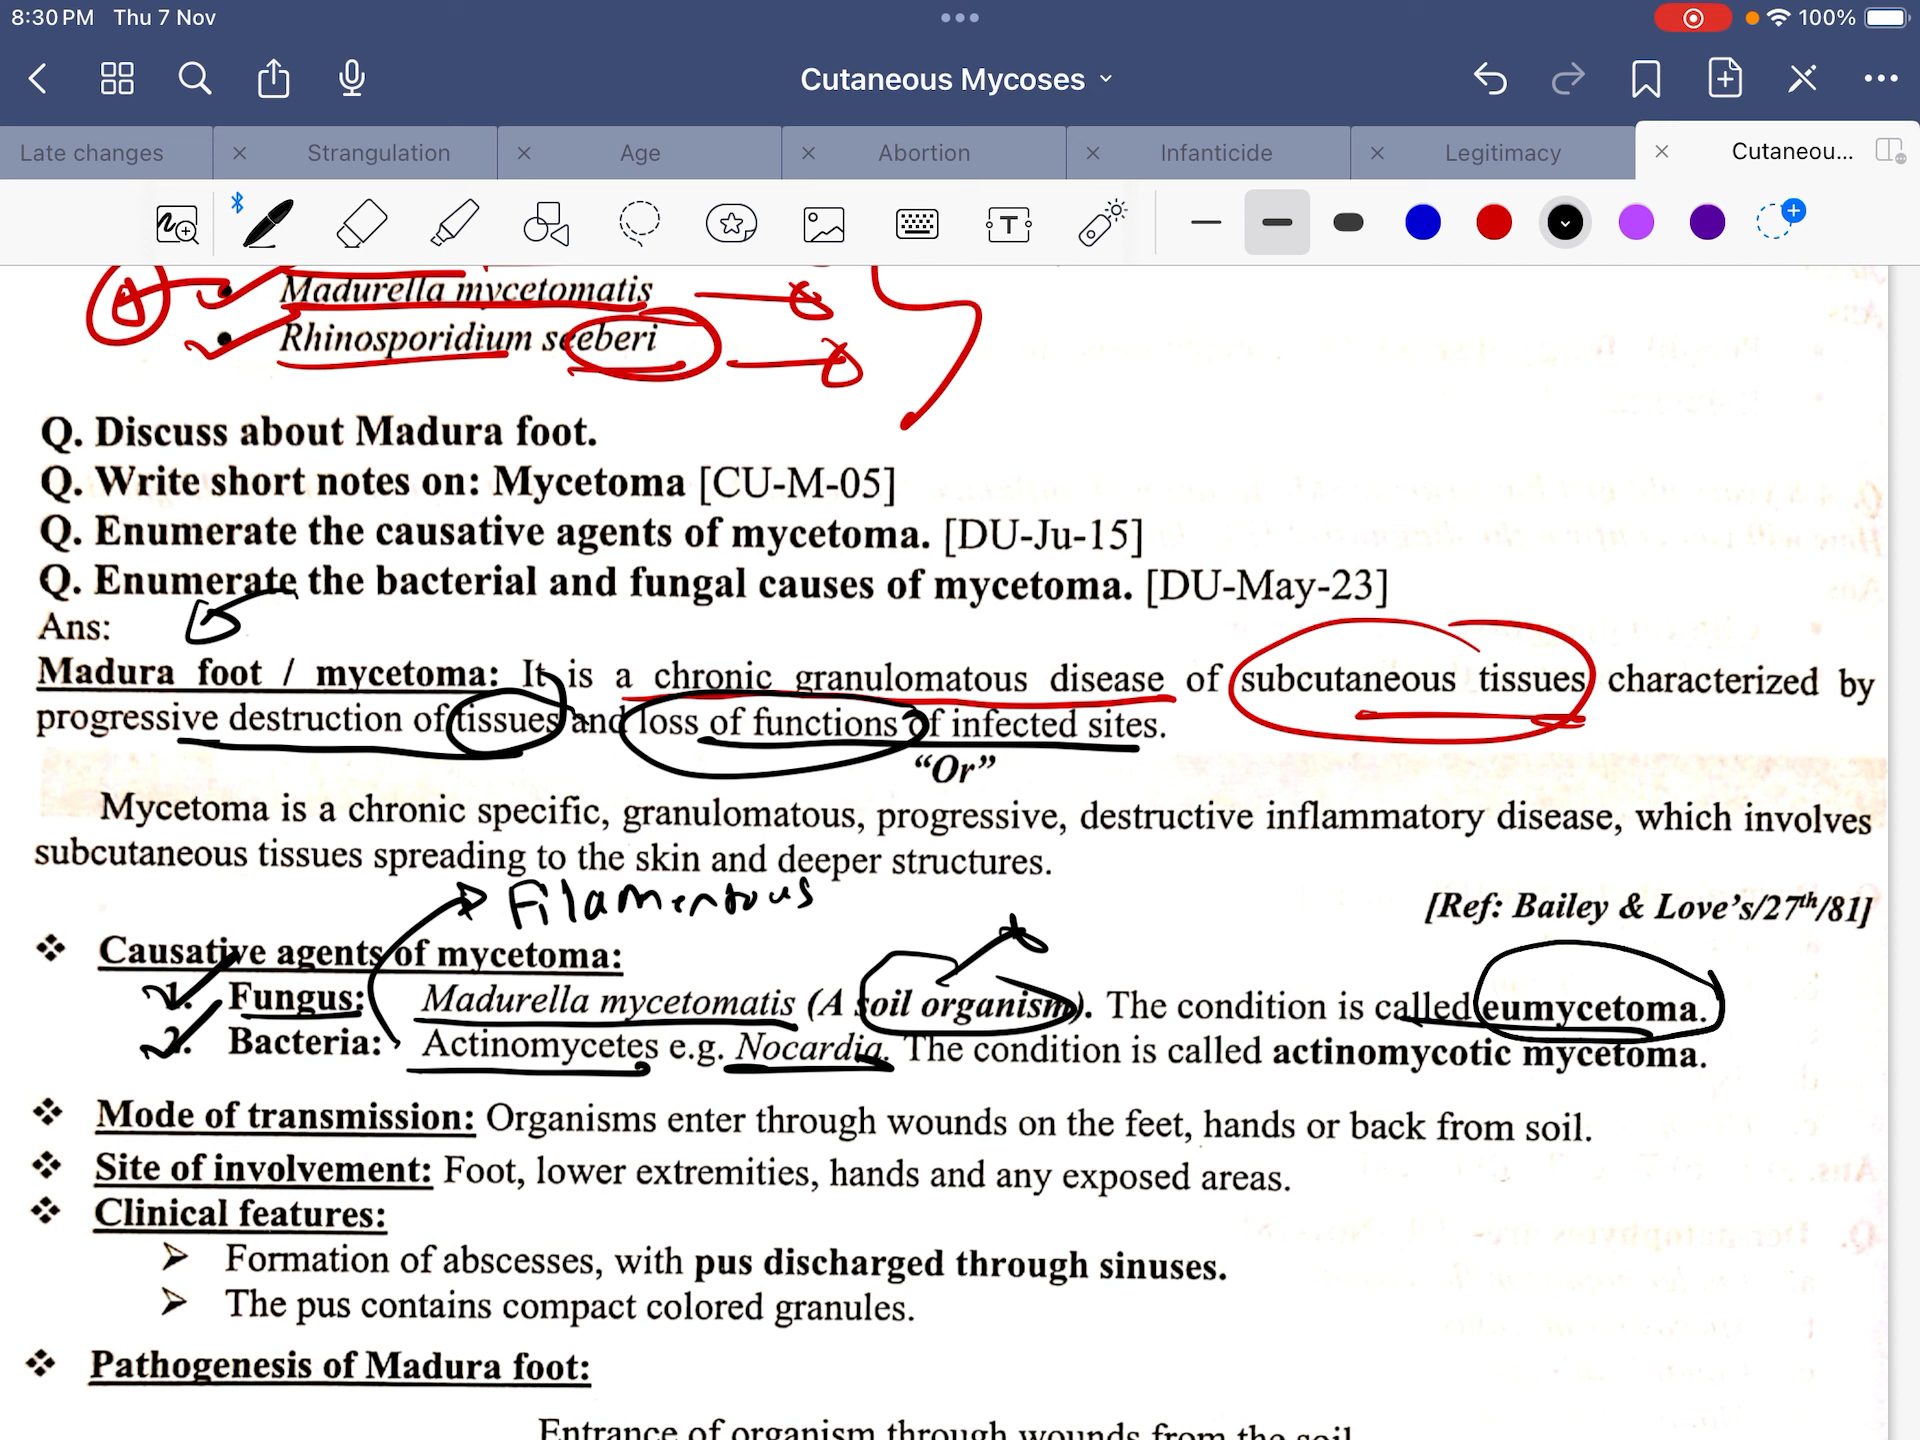 8:30 PM Thu 7 Nov
100%
Cutaneous Mycoses
Late changes
Strangulation
Age
Abortion
Infanticide
Legitimacy
Cutaneou...
T
Madurella mycetomatis
Rhinosporidium seeberi
Q. Discuss about Madura foot.
Q. Write short notes on: Mycetoma [CU-M-05]
Q. Enumerate the causative agents of mycetoma. [DU-Ju-15]
Q. Enumerate the bacterial and fungal causes of mycetoma. [DU-May-23]
Ans:
Madura foot / mycetoma: It is a chronic granulomatous disease of subcutaneous tissues characterized by
progressive destruction of tissues and loss of functions of infected sites.
“Or”
Mycetoma is a chronic specific, granulomatous, progressive, destructive inflammatory disease, which involves
subcutaneous tissues spreading to the skin and deeper structures.
Filamentous
[Ref: Bailey & Love’s/27th/81]
❖ Causative agents of mycetoma:
1. Fungus: Madurella mycetomatis (A soil organism). The condition is called eumycetoma.
2. Bacteria: Actinomycetes e.g. Nocardia. The condition is called actinomycotic mycetoma.
❖ Mode of transmission: Organisms enter through wounds on the feet, hands or back from soil.
❖ Site of involvement: Foot, lower extremities, hands and any exposed areas.
❖ Clinical features:
➢ Formation of abscesses, with pus discharged through sinuses.
➢ The pus contains compact colored granules.
❖ Pathogenesis of Madura foot:
Entrance of organism through wounds from the soil